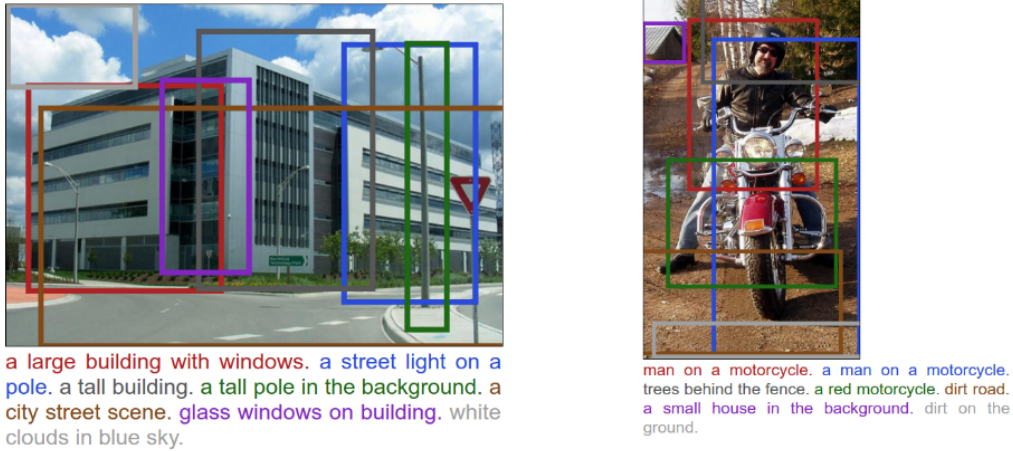 a large building with windows. a street light on a
pole. a tall building. a tall pole in the background. a
city street scene. glass windows on building. white
clouds in blue sky.
man on a motorcycle. a man on a motorcycle.
trees behind the fence. a red motorcycle. dirt road.
a small house in the background. dirt on the
ground.